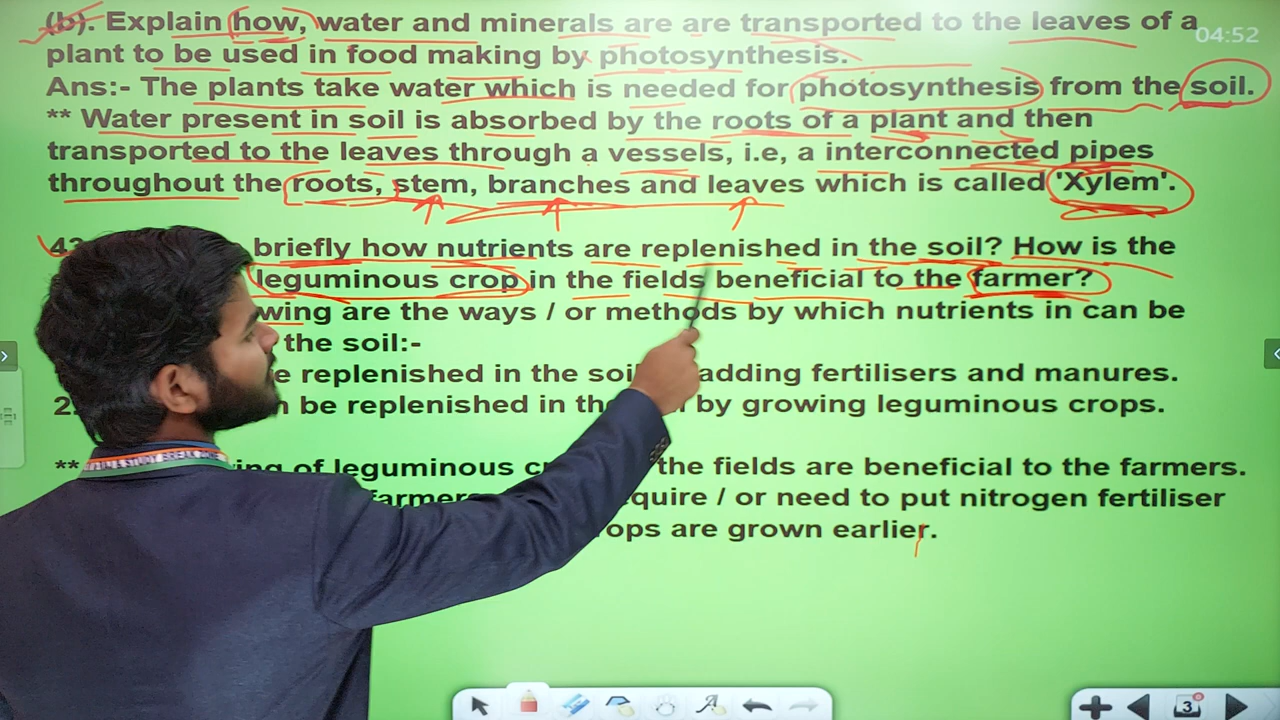 (b). Explain how, water and minerals are are transported to the leaves of a
04:52
plant to be used in food making by photosynthesis.
Ans:- The plants take water which is needed for photosynthesis from the soil.
** Water present in soil is absorbed by the roots of a plant and then
transported to the leaves through a vessels, i.e, a interconnected pipes
throughout the roots, stem, branches and leaves which is called 'Xylem'.
briefly how nutrients are replenished in the soil? How is the
leguminous crop in the fields beneficial to the farmer?
are the ways / or methods by which nutrients in can be
the soil:-
replenished in the adding fertilisers and manures.
be replenished in by growing leguminous crops.
** of leguminous the fields are beneficial to the farmers.
/ or need to put nitrogen fertiliser
are grown earlier.
3